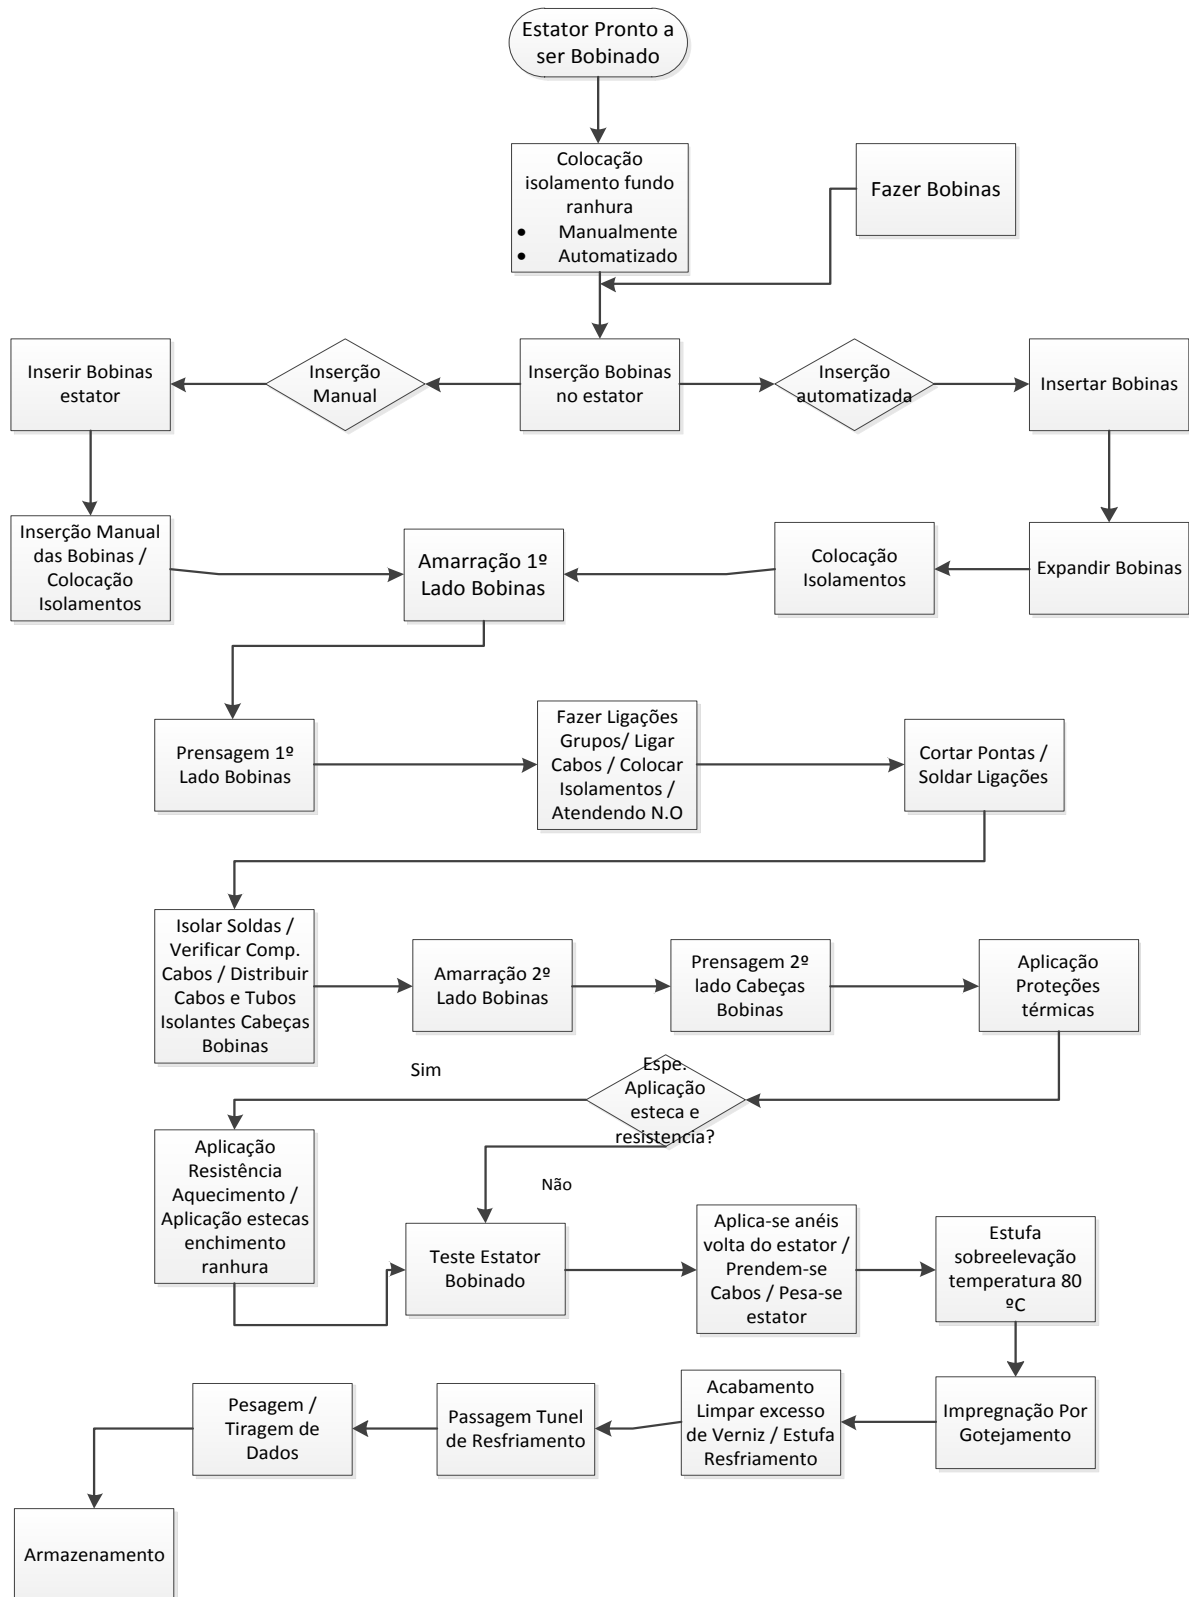 Estator Pronto a
ser Bobinado
Colocação
isolamento fundo
ranhura
• Manualmente
• Automatizado
Fazer Bobinas
Inserir Bobinas
estator
Inserção
Manual
Inserção Bobinas
no estator
Inserção
automatizada
Insertar Bobinas
Inserção Manual
das Bobinas /
Colocação
Isolamentos
Amarração 1º
Lado Bobinas
Colocação
Isolamentos
Expandir Bobinas
Prensagem 1º
Lado Bobinas
Fazer Ligações
Grupos/ Ligar
Cabos / Colocar
Isolamentos /
Atendendo N.O
Cortar Pontas /
Soldar Ligações
Isolar Soldas /
Verificar Comp.
Cabos / Distribuir
Cabos e Tubos
Isolantes Cabeças
Bobinas
Amarração 2º
Lado Bobinas
Prensagem 2º
lado Cabeças
Bobinas
Aplicação
Proteções
térmicas
Sim
Espe.
Aplicação
esteca e
resistencia?
Não
Aplicação
Resistência
Aquecimento /
Aplicação estecas
enchimento
ranhura
Teste Estator
Bobinado
Aplica-se anéis
volta do estator /
Prendem-se
Cabos / Pesa-se
estator
Estufa
sobreelevação
temperatura 80
ºC
Pesagem /
Tiragem de
Dados
Passagem Tunel
de Resfriamento
Acabamento
Limpar excesso
de Verniz / Estufa
Resfriamento
Impregnação Por
Gotejamento
Armazenamento